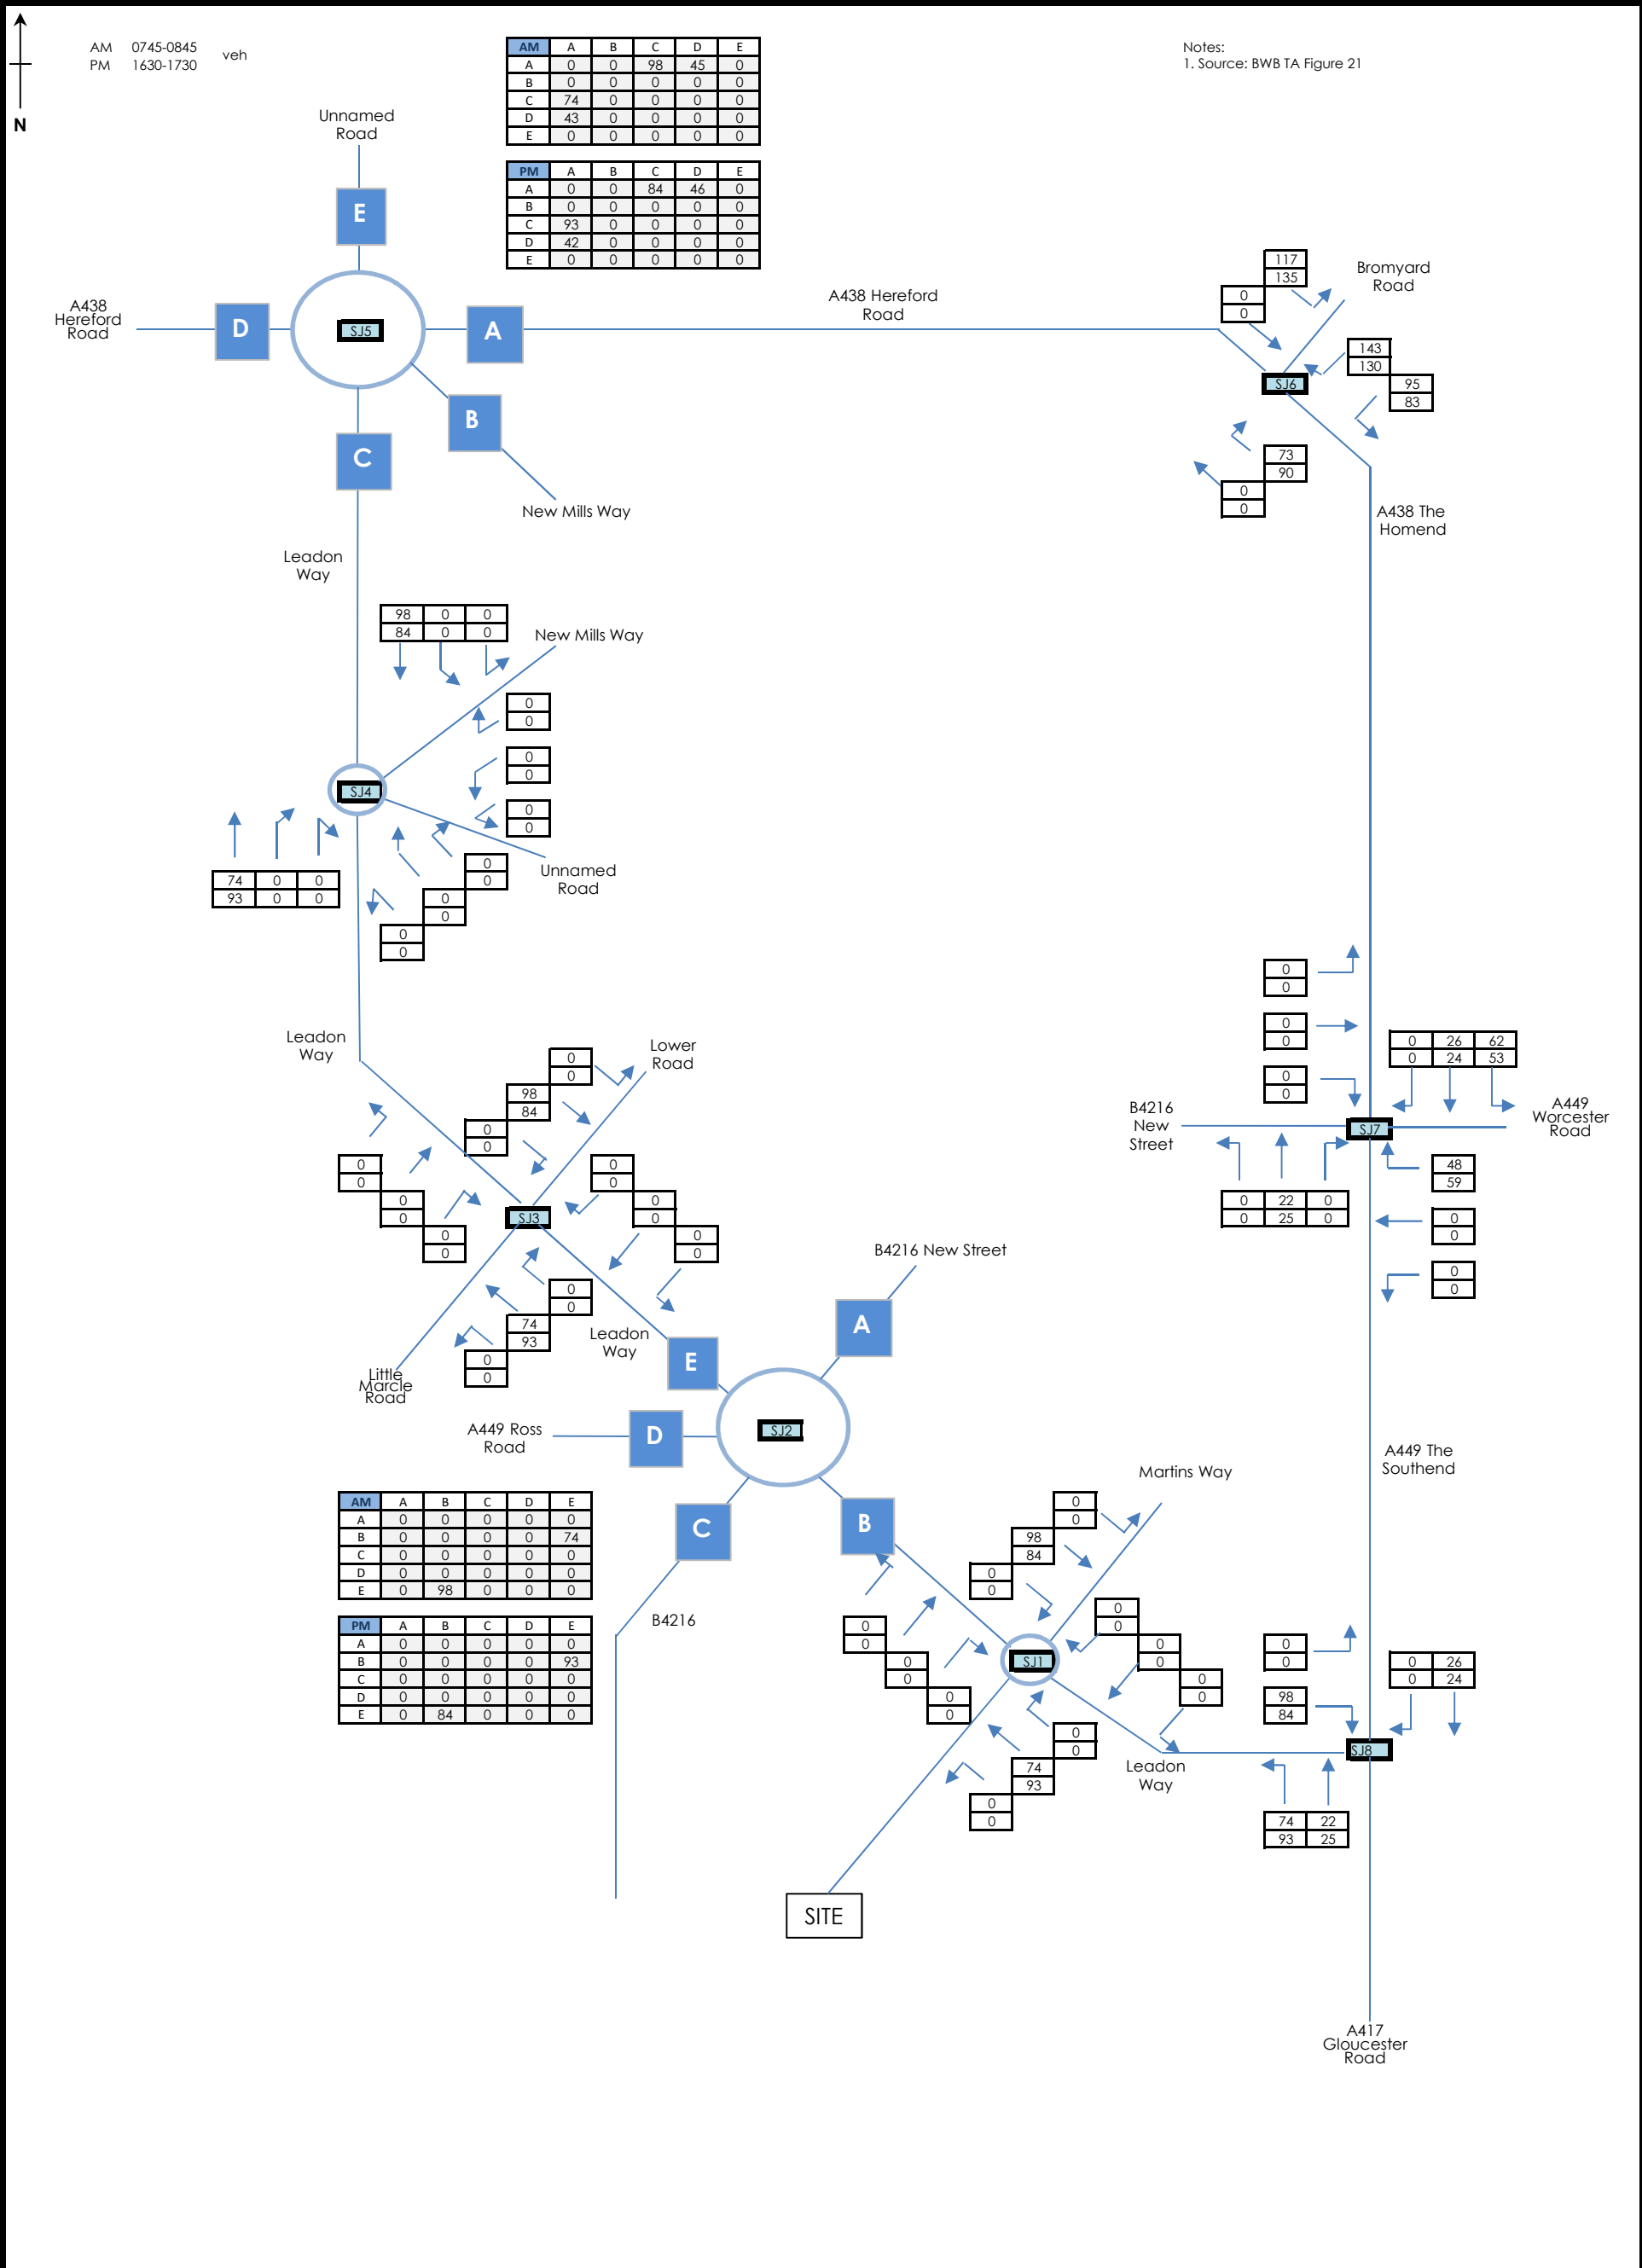 AM 0745-0845
PM 1630-1730
veh
N
Notes:
1. Source: BWB TA Figure 21
AM A B C D E
A 0 0 98 45 0
B 0 0 0 0 0
C 74 0 0 0 0
D 43 0 0 0 0
E 0 0 0 0 0
PM A B C D E
A 0 0 84 46 0
B 0 0 0 0 0
C 93 0 0 0 0
D 42 0 0 0 0
E 0 0 0 0 0
Unnamed
Road
E
A438
Hereford
Road
D
SJ5
A
B
C
New Mills Way
A438 Hereford
Road
117
135
0
0
Bromyard
Road
143
130
95
83
SJ6
73
90
0
0
A438 The
Homend
Leadon
Way
98 0 0
84 0 0
New Mills Way
0
0
0
0
0
0
SJ4
Unnamed
Road
74 0 0
93 0 0
0
0
0
0
0
0
0
0
0
0
0
0
0 26 62
0 24 53
B4216
New
Street
SJ7
A449
Worcester
Road
0 22 0
0 25 0
48
59
0
0
0
0
Leadon
Way
Lower
Road
0
0
98
84
0
0
0
0
0
0
0
0
0
0
0
0
0
0
SJ3
0
0
74
93
0
0
Little
Marcle
Road
Leadon
Way
B4216 New Street
A
E
A449 Ross
Road
D
SJ2
C
B
A449 The
Southend
Martins Way
AM A B C D E
A 0 0 0 0 0
B 0 0 0 0 74
C 0 0 0 0 0
D 0 0 0 0 0
E 0 98 0 0 0
PM A B C D E
A 0 0 0 0 0
B 0 0 0 0 93
C 0 0 0 0 0
D 0 0 0 0 0
E 0 84 0 0 0
B4216
0
0
98
84
0
0
0
0
0
0
0
0
0
0
0
0
0
0
SJ1
0
0
74
93
0
0
Leadon
Way
0
0
98
84
0 26
0 24
SJ8
74 22
93 25
SITE
A417
Gloucester
Road